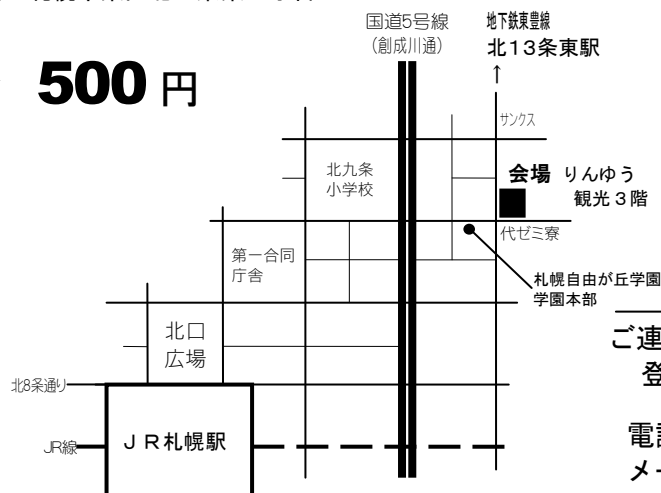 国道5号線
(創成川通)
地下鉄東豊線
北13条東駅
↑
500 円
サンクス
北九条
小学校
会場 りんゆう
観光3階
代ゼミ寮
第一合同
庁舎
札幌自由が丘学園
学園本部
北口
広場
ご連
登
北8条通り
JR札幌駅
JR線
電話
メー